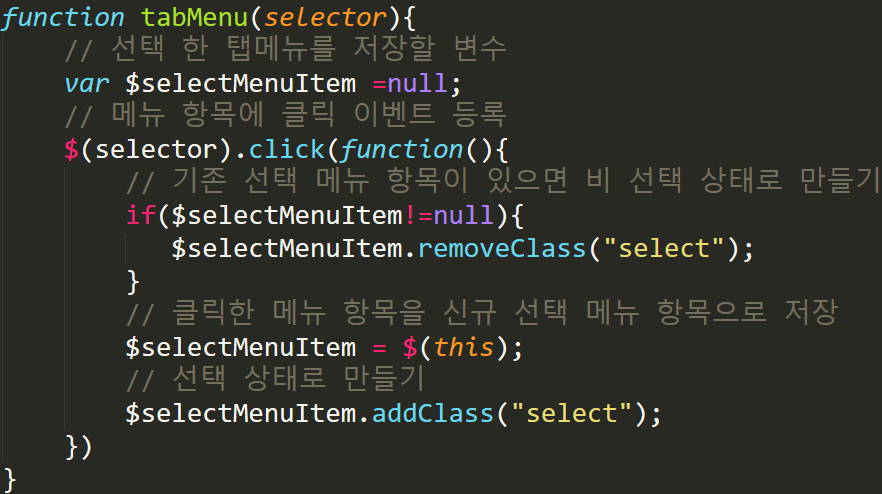 function tabMenu(selector){
// 선택 한 탭메뉴를 저장할 변수
var $selectMenuItem =null;
// 메뉴 항목에 클릭 이벤트 등록
$(selector).click(function(){
// 기존 선택 메뉴 항목이 있으면 비 선택 상태로 만들기
if($selectMenuItem!=null){
$selectMenuItem.removeClass("select");
}
// 클릭한 메뉴 항목을 신규 선택 메뉴 항목으로 저장
$selectMenuItem = $(this);
// 선택 상태로 만들기
$selectMenuItem.addClass("select");
})
}